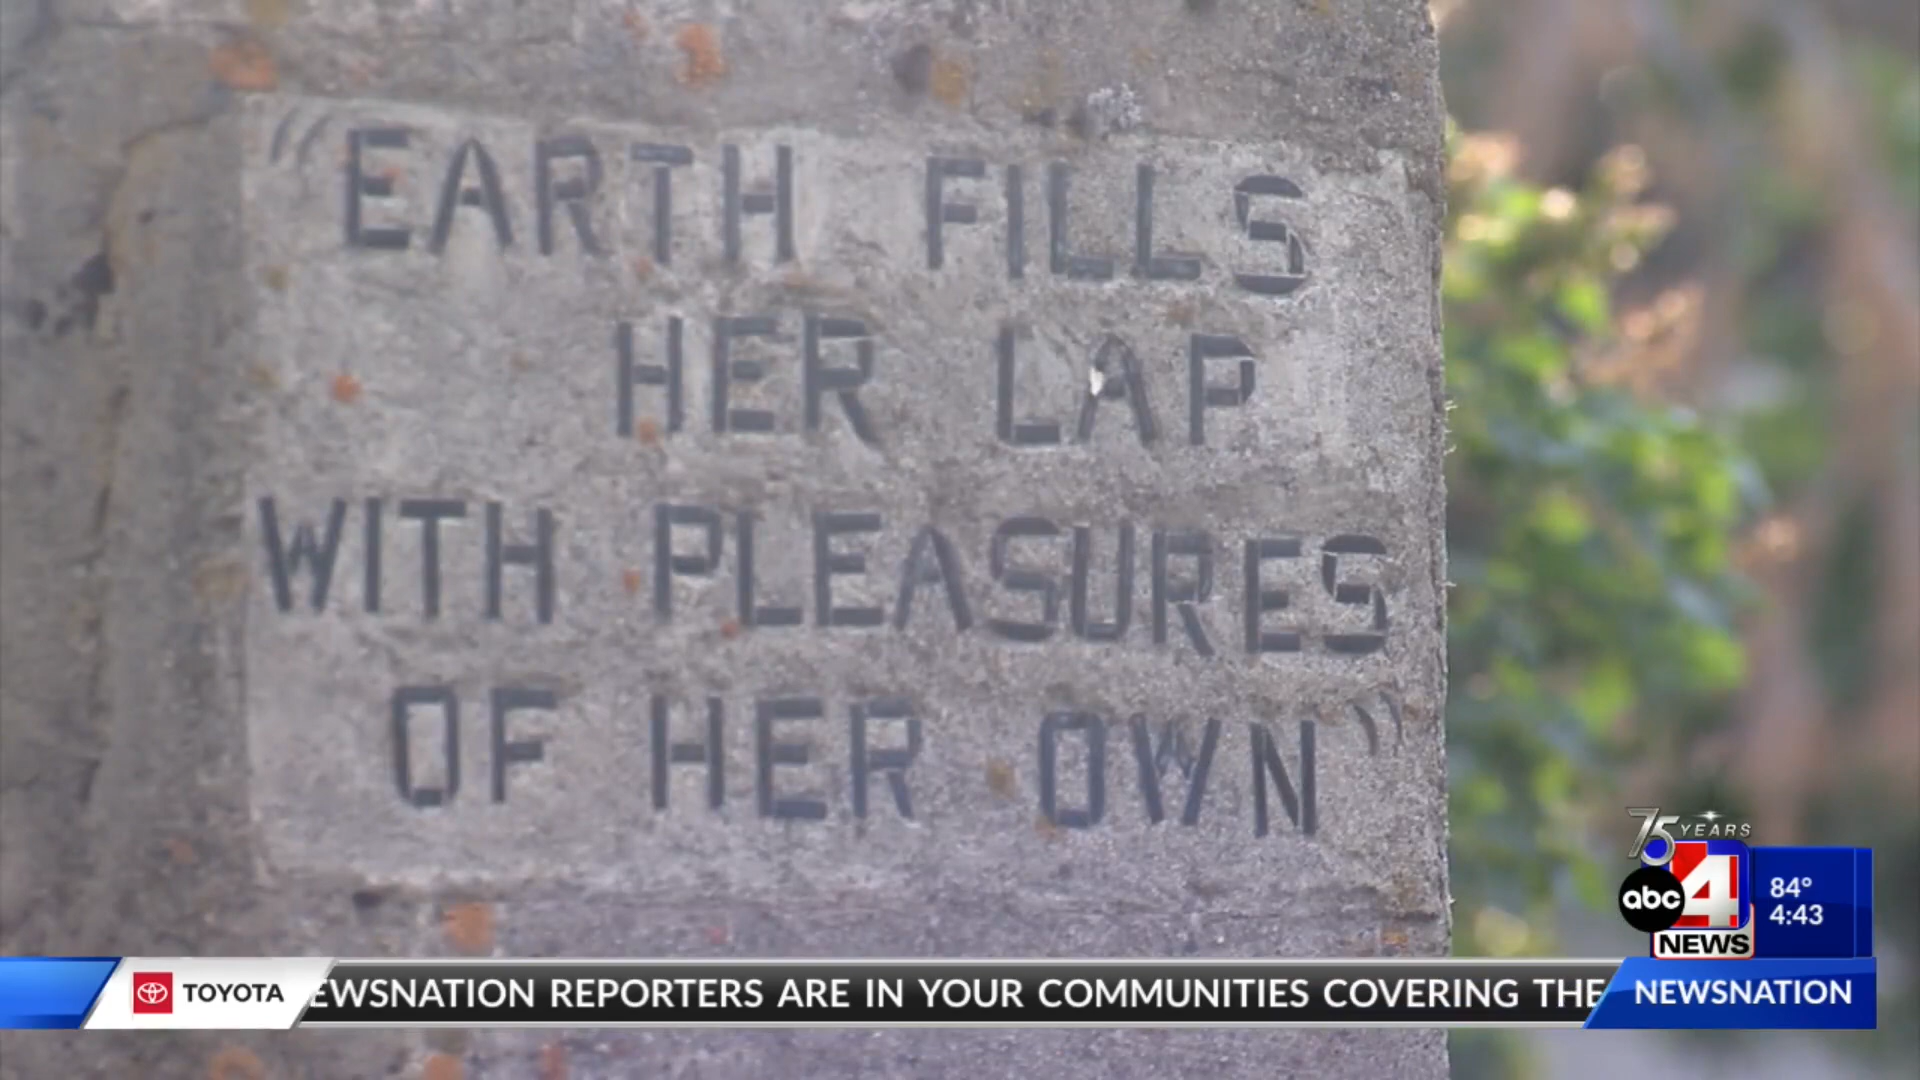 "EARTH FILLS
HER LAP
WITH PLEASURES
OF HER OWN"
75 YEARS
abc 4
NEWS
84°
4:43
TOYOTA
EWSNATION REPORTERS ARE IN YOUR COMMUNITIES COVERING THE
NEWSNATION